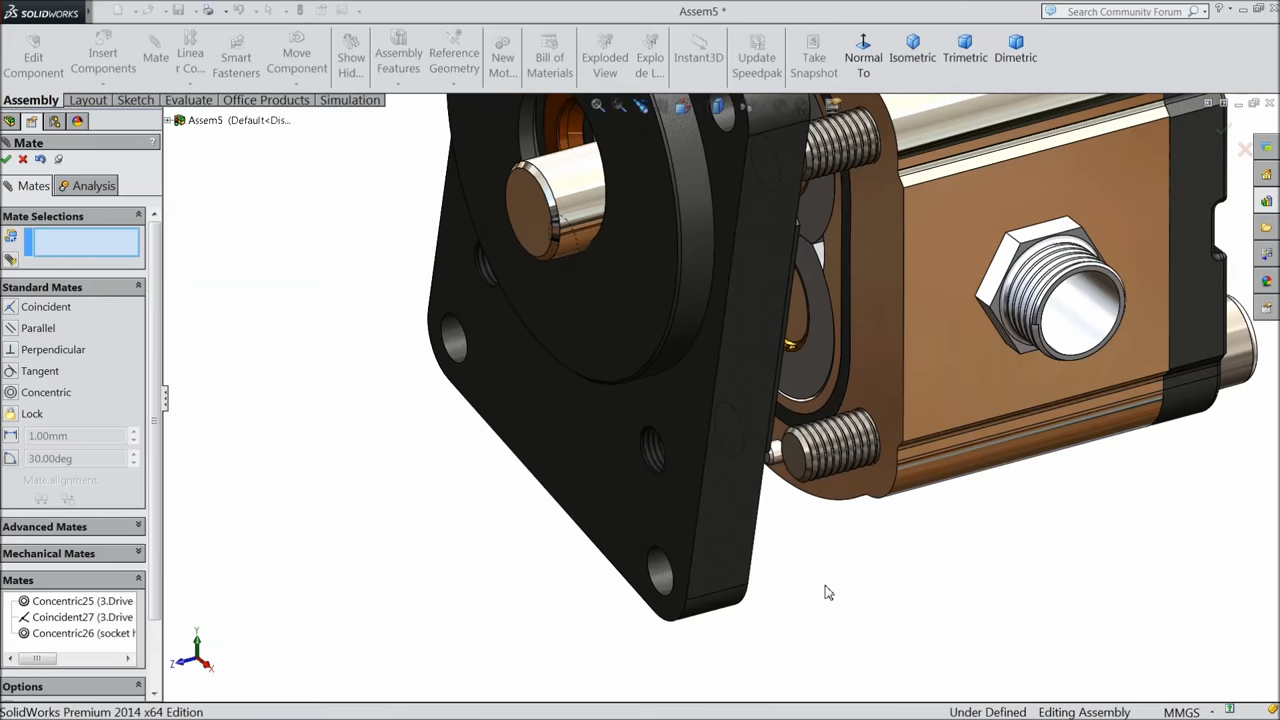 SOLIDWORKS
Assem5 *
Search Community Forum
Edit Component
Insert Components
Mate
Linea r Co...
Smart Fasteners
Move Component
Show Hid...
Assembly Features
Reference Geometry
New Mot...
Bill of Materials
Exploded View
Explo de L...
Instant3D
Update Speedpak
Take Snapshot
Normal To
Isometric
Trimetric
Dimetric
Assembly Layout Sketch Evaluate Office Products Simulation
Assem5 (Default<Dis...
Mate
?
Mates Analysis
Mate Selections
Standard Mates
Coincident
Parallel
Perpendicular
Tangent
Concentric
Lock
1.00mm
30.00deg
Mate alignment:
Advanced Mates
Mechanical Mates
Mates
Concentric25 (3.Drive
Coincident27 (3.Drive
Concentric26 (socket h
Options
Y
Z
X
SolidWorks Premium 2014 x64 Edition
Under Defined Editing Assembly MMGS